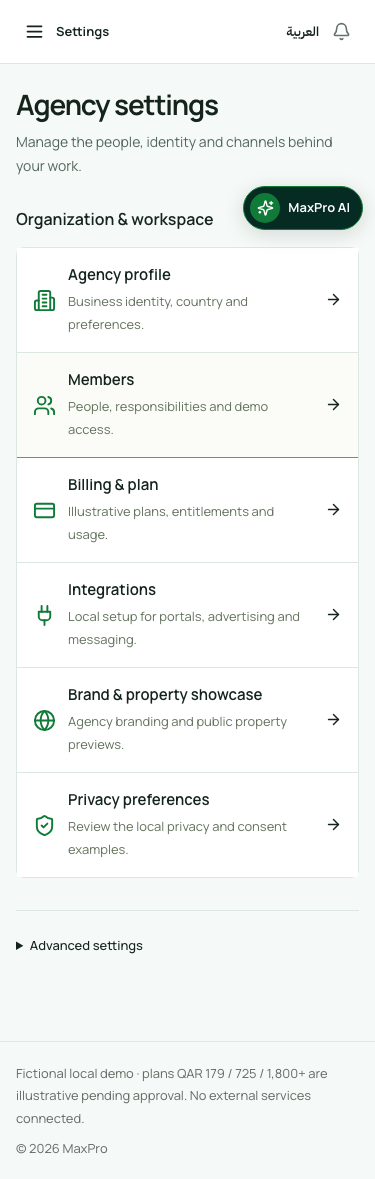 Settings
العربية
Agency settings
Manage the people, identity and channels behind
your work.
MaxPro AI
Organization & workspace
Agency profile
Business identity, country and
preferences.
Members
People, responsibilities and demo
access.
Billing & plan
Illustrative plans, entitlements and
usage.
Integrations
Local setup for portals, advertising and
messaging.
Brand & property showcase
Agency branding and public property
previews.
Privacy preferences
Review the local privacy and consent
examples.
Advanced settings
Fictional local demo · plans QAR 179 / 725 / 1,800+ are
illustrative pending approval. No external services
connected.
© 2026 MaxPro